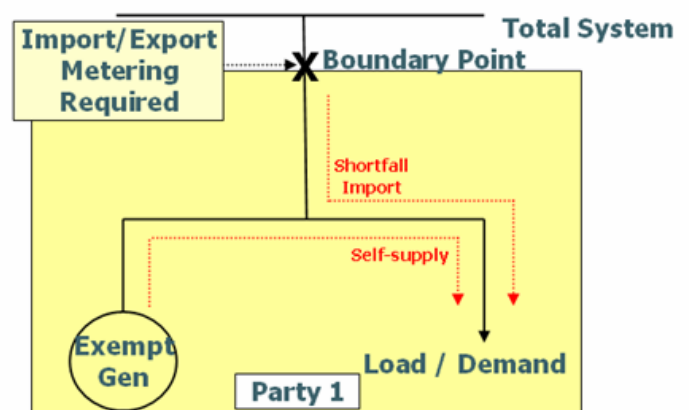 Total System
Import/Export
Metering
Required
X Boundary Point
Shortfall
Import
Self-supply
Exempt
Gen
Load / Demand
Party 1